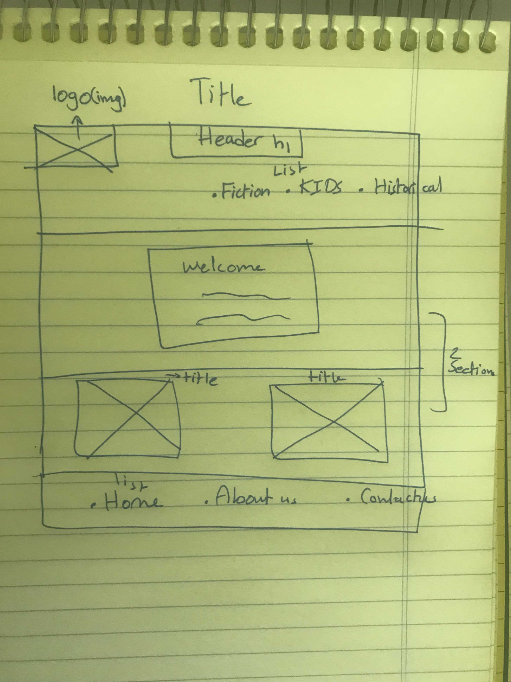 logo(img)
Title
Header h1
List
• Fiction • KIDS • Historical
Welcome
2
Section
→ title
title
list
• Home • About us • Contact us